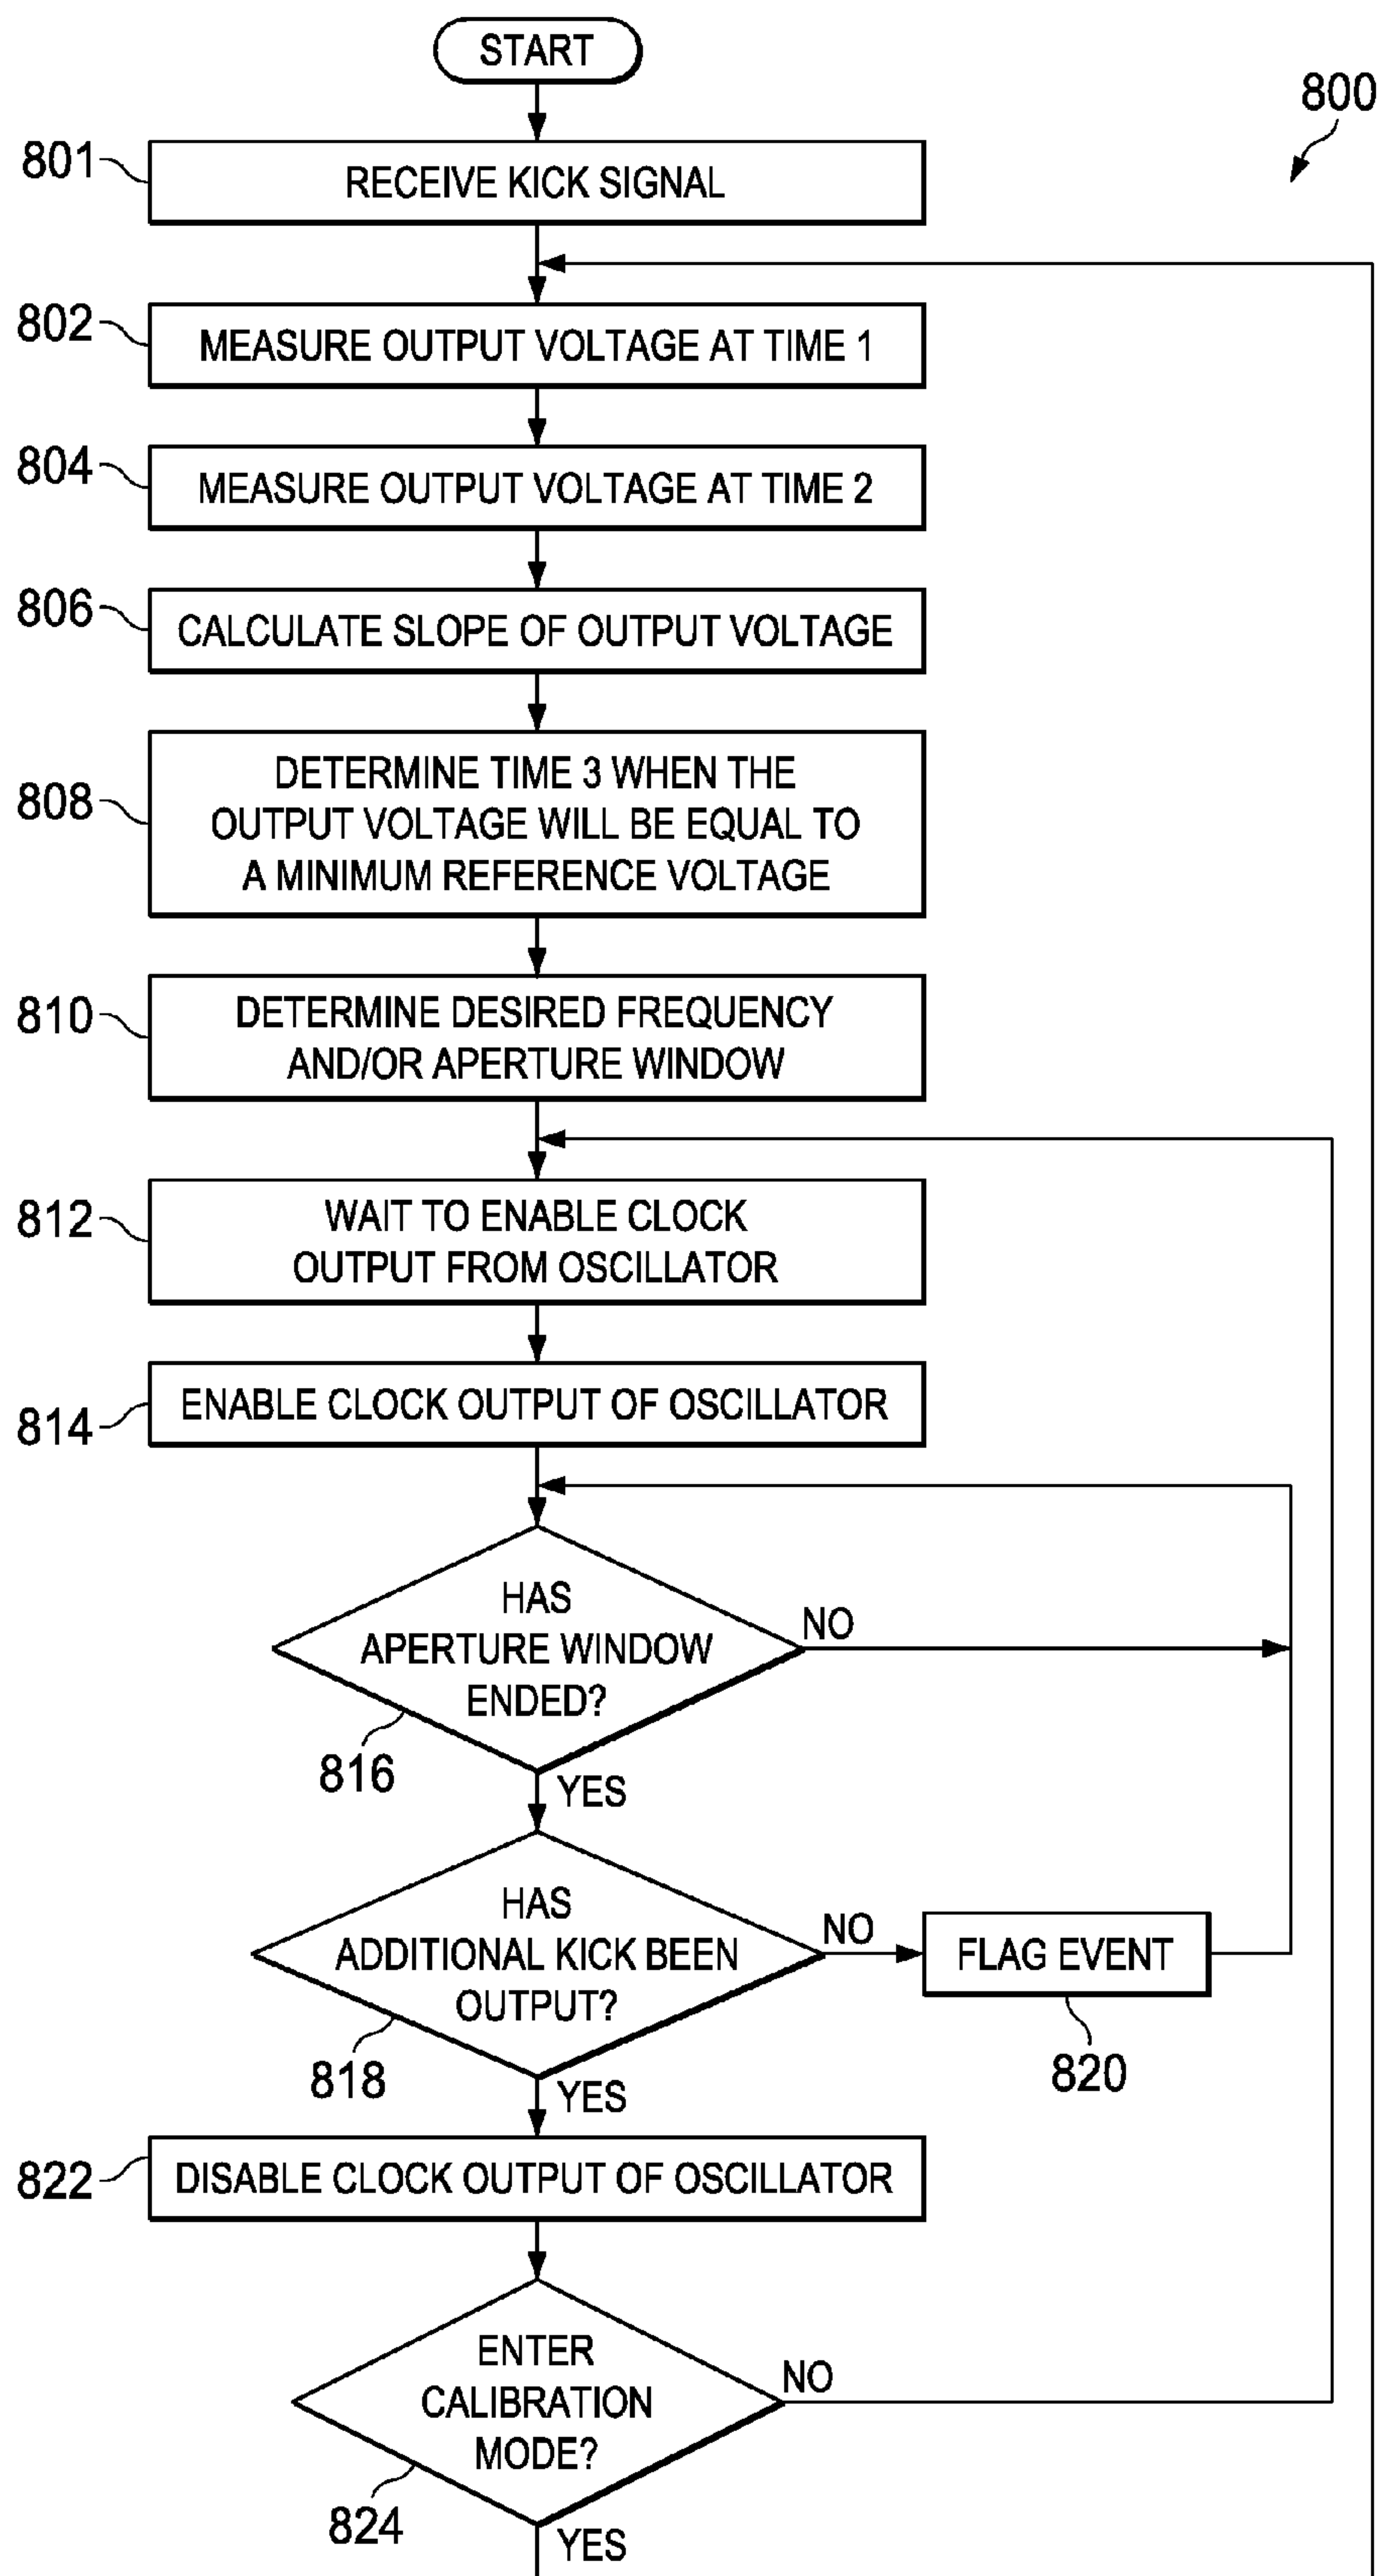 START
800
801
RECEIVE KICK SIGNAL
802
MEASURE OUTPUT VOLTAGE AT TIME 1
804
MEASURE OUTPUT VOLTAGE AT TIME 2
806
CALCULATE SLOPE OF OUTPUT VOLTAGE
808
DETERMINE TIME 3 WHEN THE
OUTPUT VOLTAGE WILL BE EQUAL TO
A MINIMUM REFERENCE VOLTAGE
810
DETERMINE DESIRED FREQUENCY
AND/OR APERTURE WINDOW
812
WAIT TO ENABLE CLOCK
OUTPUT FROM OSCILLATOR
814
ENABLE CLOCK OUTPUT OF OSCILLATOR
HAS
APERTURE WINDOW
ENDED?
NO
816
YES
HAS
ADDITIONAL KICK BEEN
OUTPUT?
NO
FLAG EVENT
818
820
YES
822
DISABLE CLOCK OUTPUT OF OSCILLATOR
ENTER
CALIBRATION
MODE?
NO
824
YES